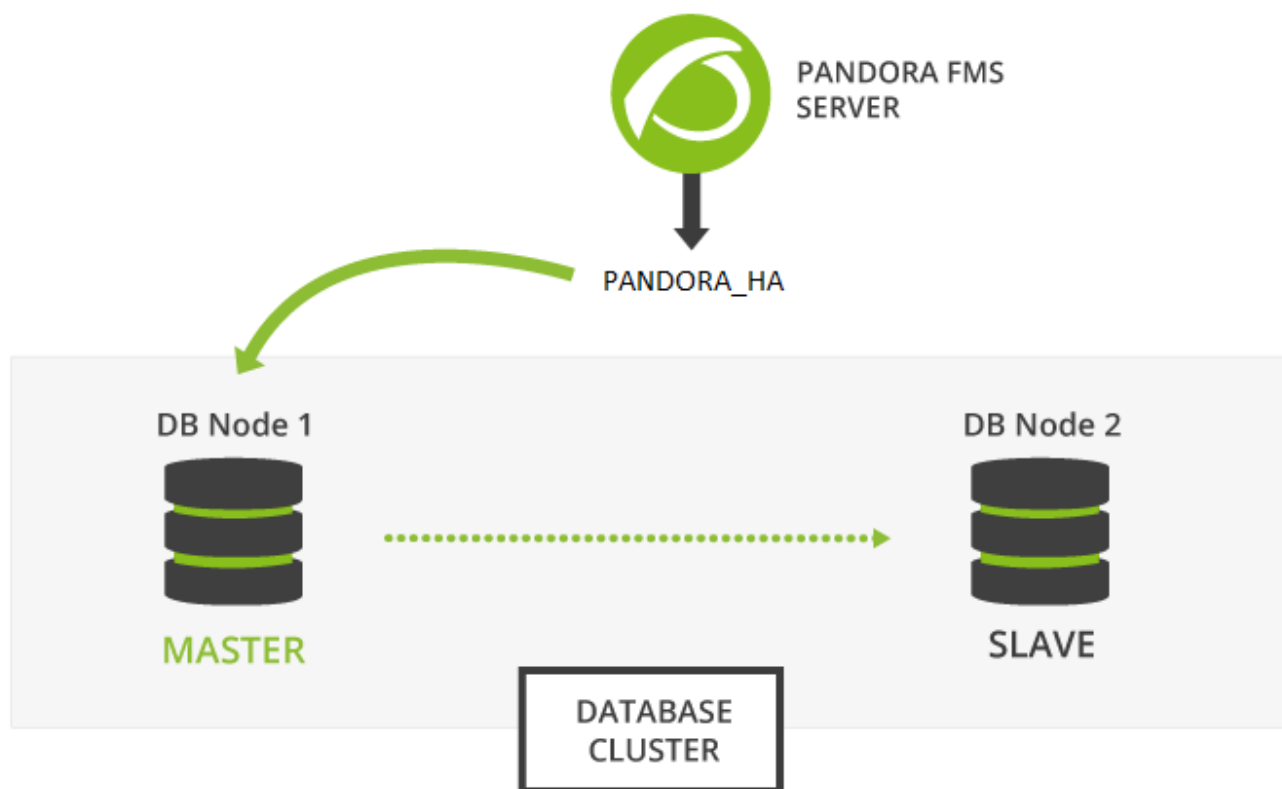 PANDORA FMS
SERVER
PANDORA_HA
DB Node 1
DB Node 2
MASTER
SLAVE
DATABASE
CLUSTER